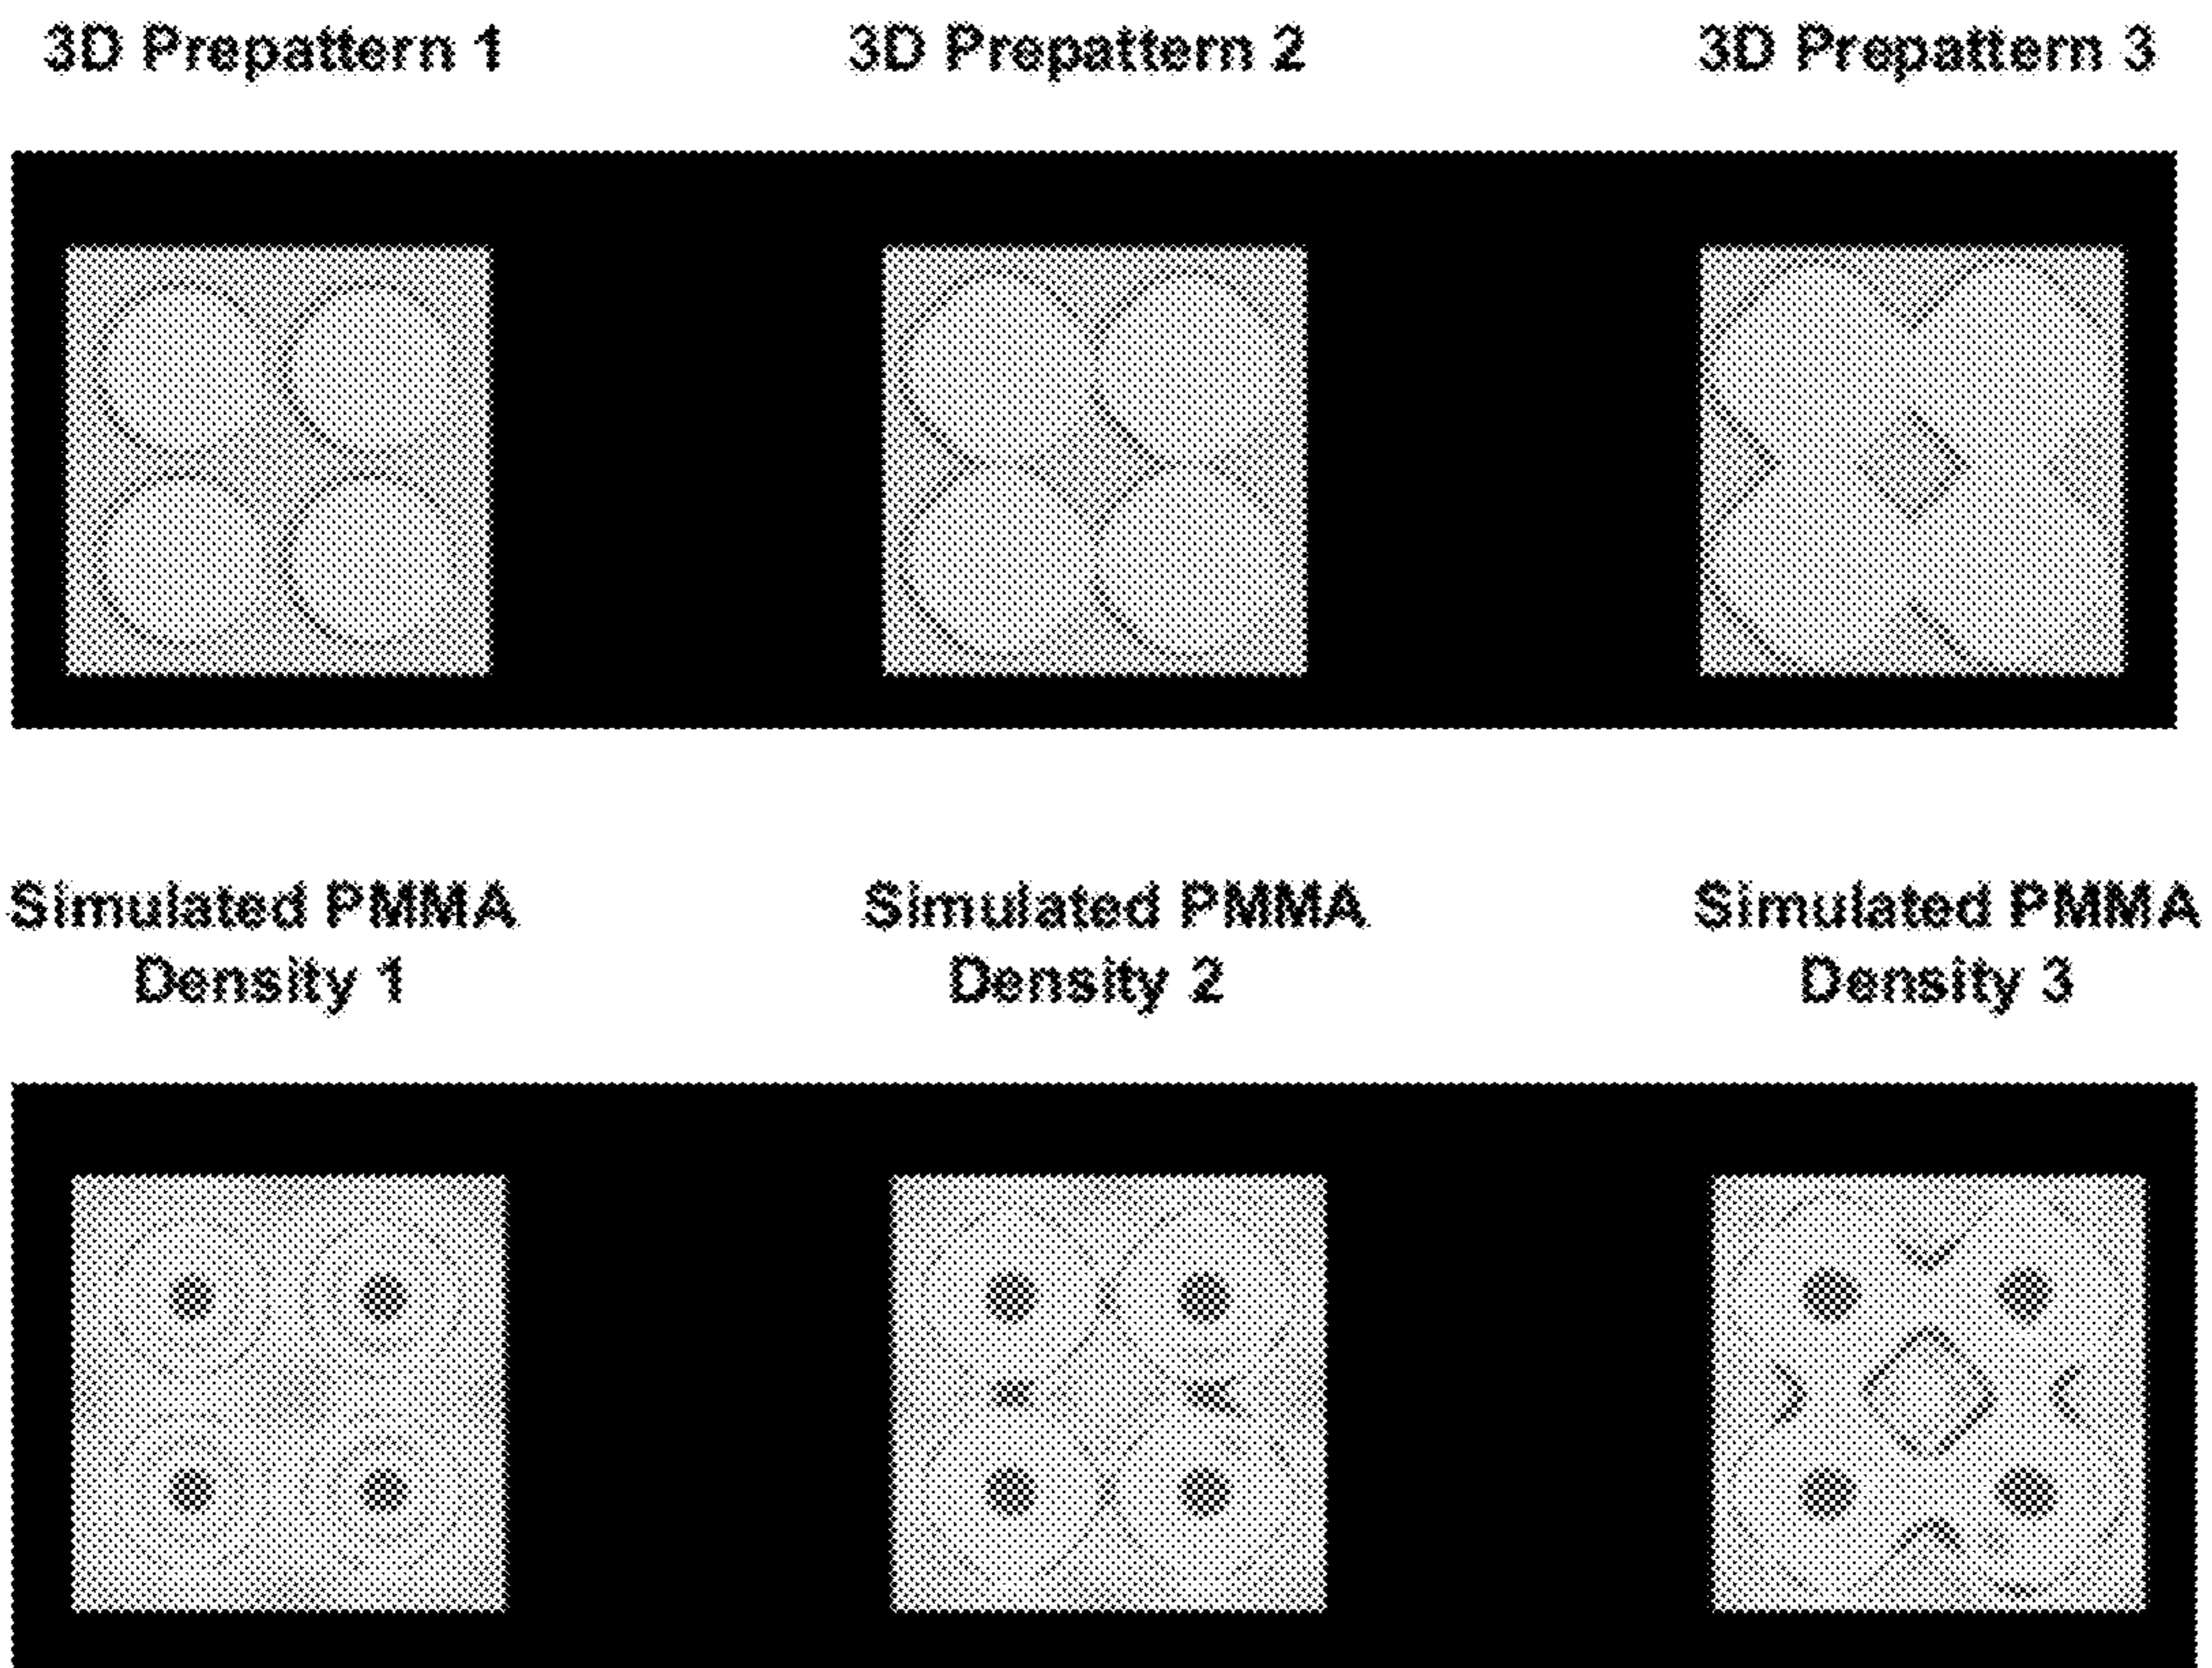 3D Prepattern 1
3D Prepattern 2
3D Prepattern 3
Simulated PMMA
Density 1
Simulated PMMA
Density 2
Simulated PMMA
Density 3